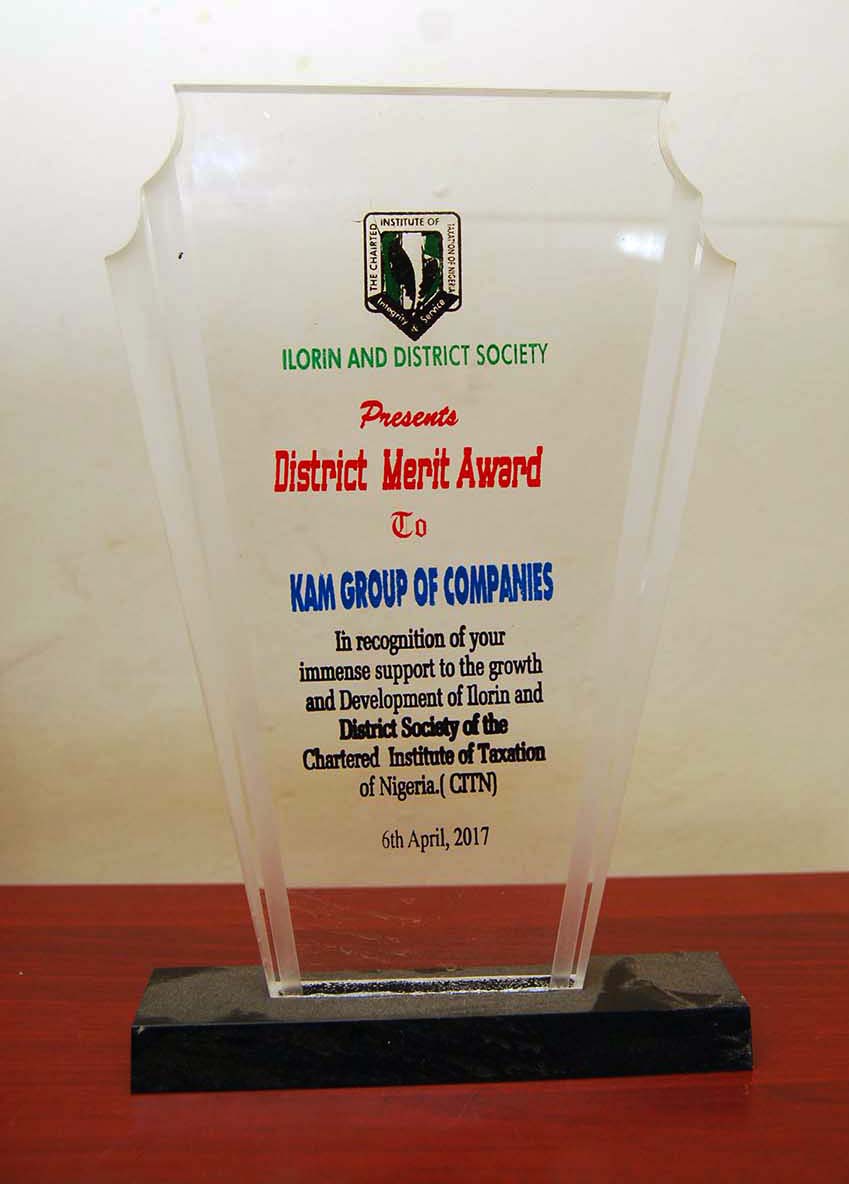 INSTITUTE OF
THE CHAIRTED
TAXATION OF NIGERIA
Integrity & Service
ILORIN AND DISTRICT SOCIETY
Presents
District Merit Award
To
KAM GROUP OF COMPANIES
In recognition of your
immense support to the growth
and Development of Ilorin and
District Society of the
Chartered Institute of Taxation
of Nigeria.( CITN)
6th April, 2017